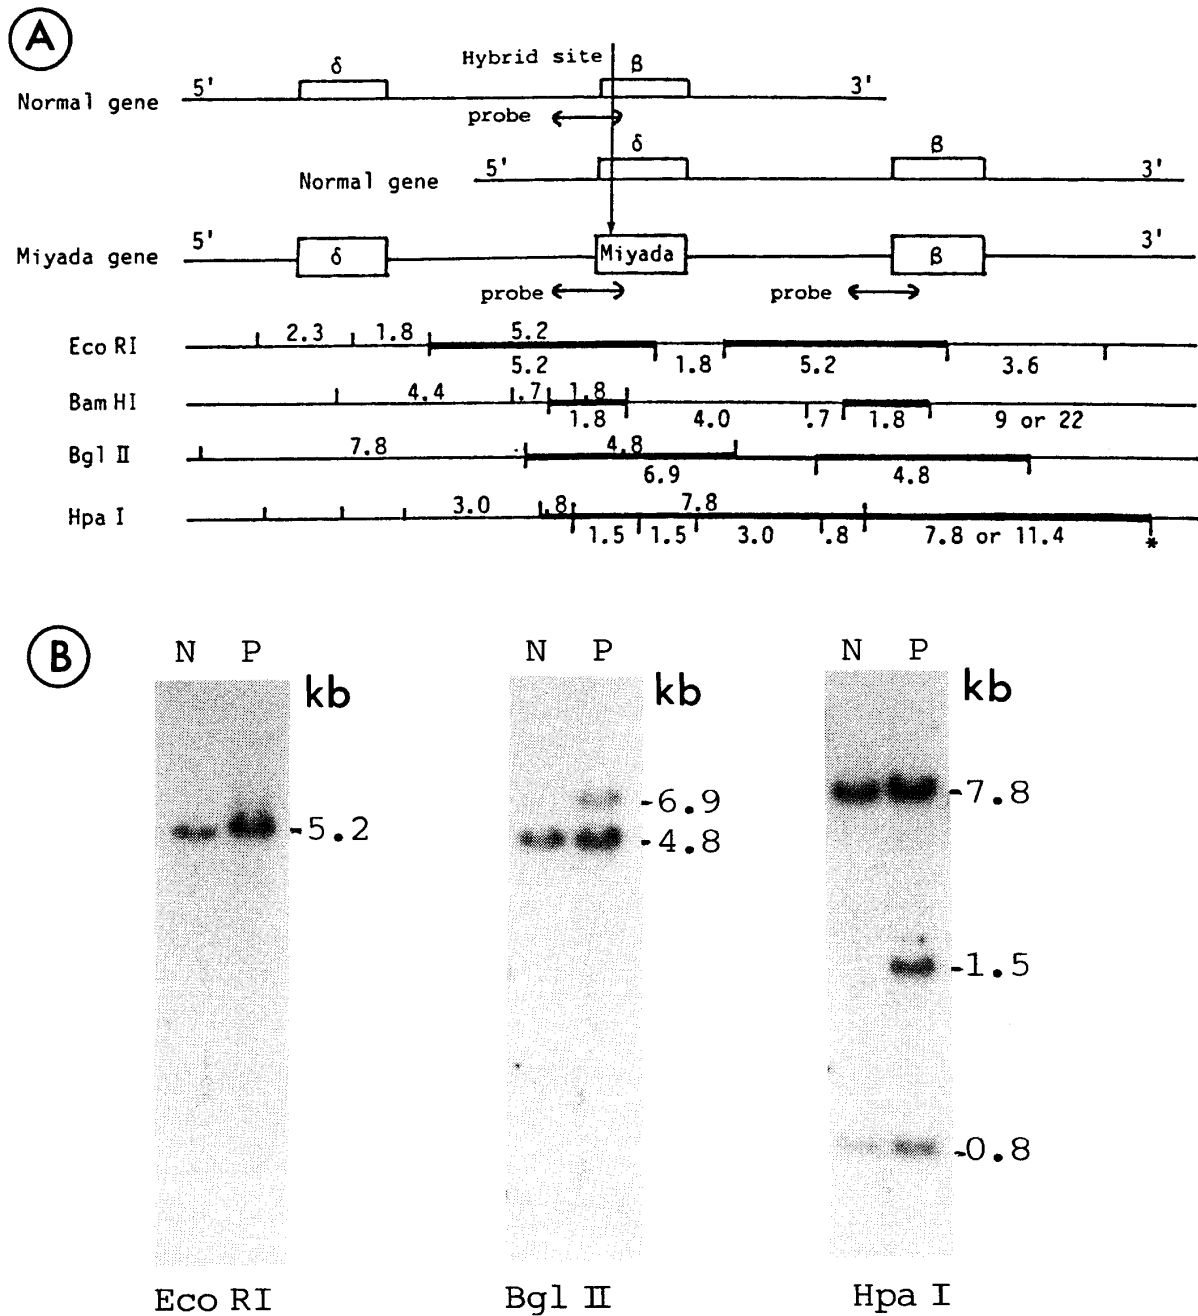 A
Hybrid site
δ
β
5'
3'
Normal gene
probe
δ
β
5'
3'
Normal gene
5'
3'
Miyada gene
δ
Miyada
β
probe
probe
Eco RI
2.3 1.8 5.2
5.2 1.8 5.2 3.6
Bam HI
4.4 .7 1.8
1.8 4.0 .7 1.8 9 or 22
Bgl II
7.8 4.8
6.9 4.8
Hpa I
3.0 .8 7.8
1.5 1.5 3.0 .8 7.8 or 11.4
*
B
N P
kb
-5.2
Eco RI
N P
kb
-6.9
-4.8
Bgl II
N P
kb
-7.8
-1.5
-0.8
Hpa I